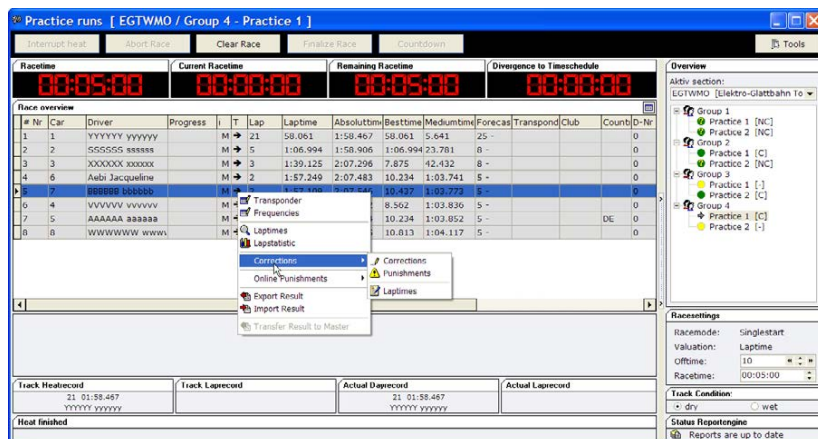 Practice runs [ EGTWMO / Group 4 - Practice 1 ]
Interrupt heat Abort Race Clear Race Finalize Race Countdown Tools
Racetime Current Racetime Remaining Racetime Divergence to Timeschedule Overview
00:05:00 00:00:00 00:05:00 00:00:00
Aktiv section:
EGTWMO [Elektro-Glattbahn To
Race overview
# Nr Car Driver Progress i T Lap Laptime Absoluttime Besttime Mediumtime Forecas Transpond Club Counti D-Nr
1 1 YYYYYY yyyyyy M 21 58.061 1:58.467 58.061 5.641 25 - 0
2 2 SSSSSS ssssss M 5 1:06.994 1:58.906 1:06.994 23.781 8 - 0
3 3 XXXXXX xxxxxx M 3 1:39.125 2:07.296 7.875 42.432 8 - 0
4 6 Aebi Jacqueline M 2 1:57.249 2:07.483 10.234 1:03.741 5 - 0
5 7 BBBBBB bbbbbb M 2 1:57.109 2:07.546 10.437 1:03.773 5 - 0
6 4 VVVVVV vvvvvv M 8.562 1:03.836 5 - 0
7 5 AAAAAA aaaaaa M 10.234 1:03.852 5 - DE 0
8 8 WWWWWW wwww M 10.813 1:04.117 5 - 0
Group 1
Practice 1 [NC]
Practice 2 [NC]
Group 2
Practice 1 [C]
Practice 2 [NC]
Group 3
Practice 1 [-]
Practice 2 [C]
Group 4
Practice 1 [C]
Practice 2 [-]
Transponder
Frequencies
Laptimes
Lapstatistic
Corrections
Online Punishments
Export Result
Import Result
Transfer Result to Master
Corrections
Punishments
Laptimes
Racesettings
Racemode: Singlestart
Valuation: Laptime
Offtime: 10
Racetime: 00:05:00
Track Heatrecord Track Laprecord Actual Dayrecord Actual Laprecord
21 01:58.467 21 01:58.467
YYYYYY yyyyyy YYYYYY yyyyyy
Track Condition:
dry wet
Heat finished
Status Reportengine
Reports are up to date